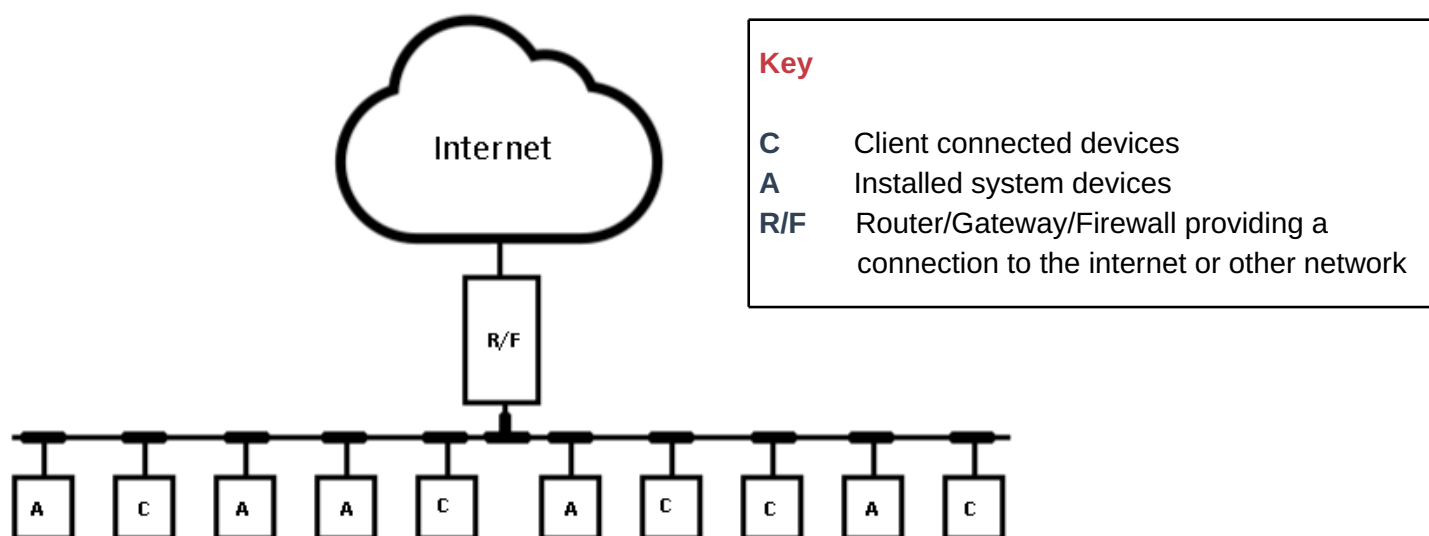 Internet
Key
C Client connected devices
A Installed system devices
R/F Router/Gateway/Firewall providing a
connection to the internet or other network
R/F
A C A A C A C C A C